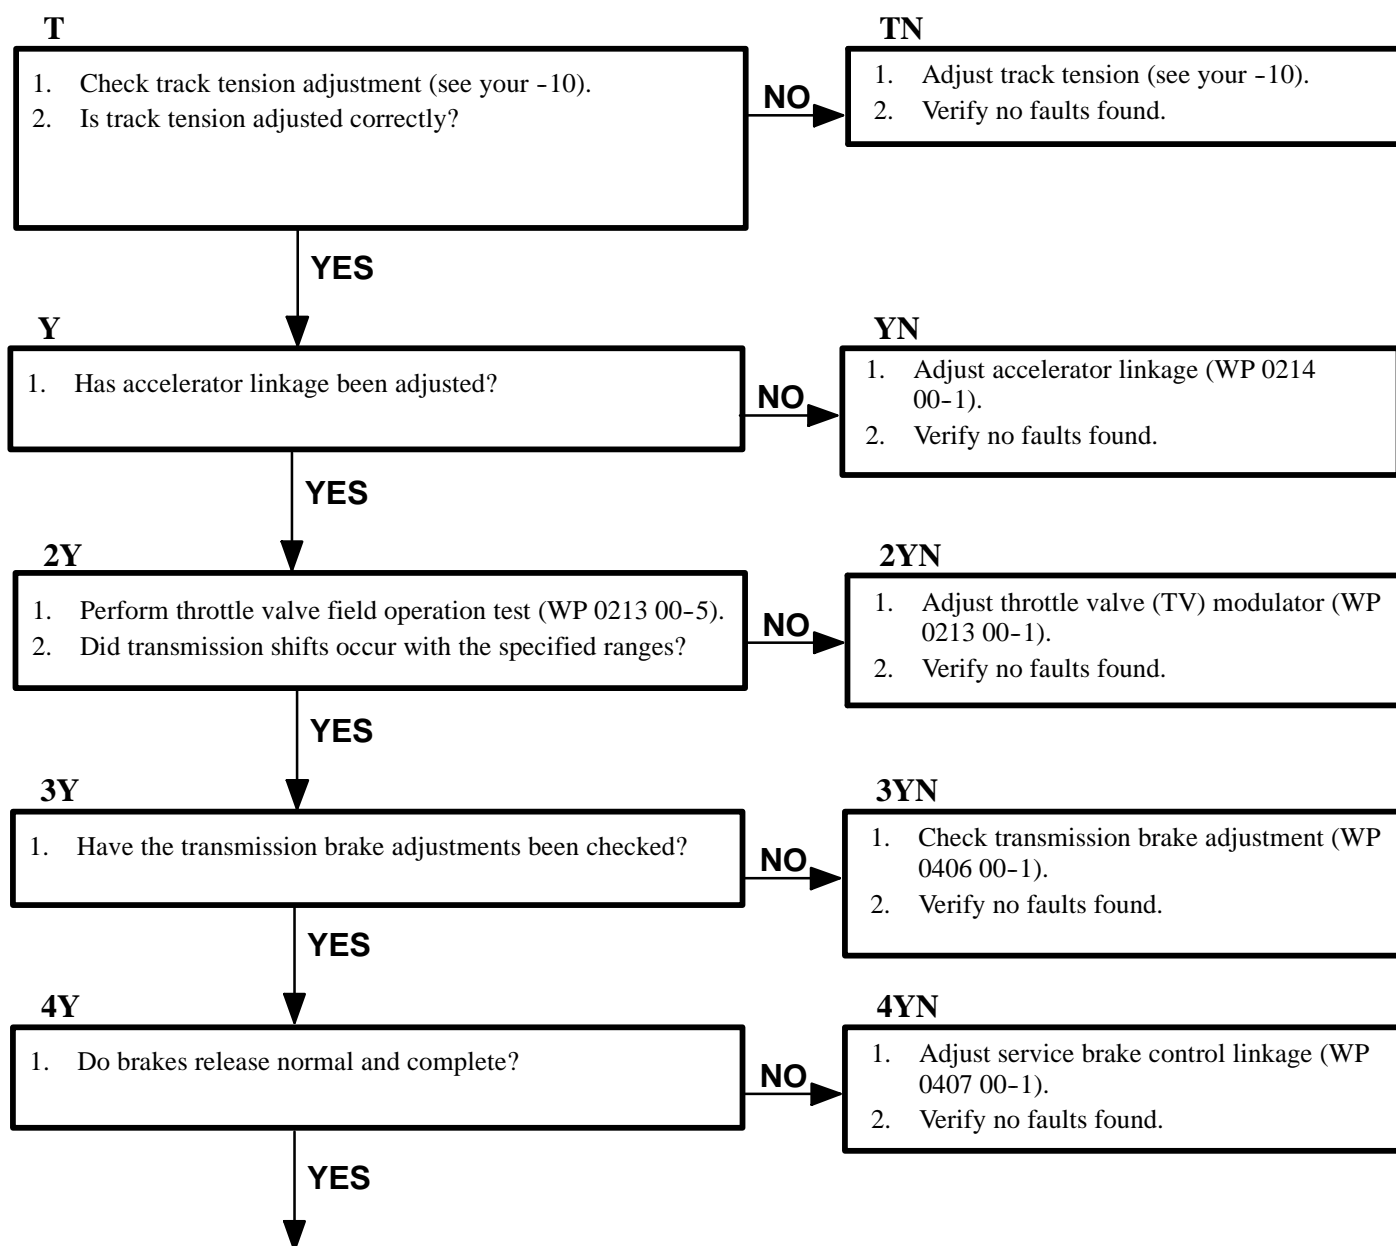 T
1. Check track tension adjustment (see your -10).
2. Is track tension adjusted correctly?
NO
TN
1. Adjust track tension (see your -10).
2. Verify no faults found.
YES
Y
1. Has accelerator linkage been adjusted?
NO
YN
1. Adjust accelerator linkage (WP 0214
00-1).
2. Verify no faults found.
YES
2Y
1. Perform throttle valve field operation test (WP 0213 00-5).
2. Did transmission shifts occur with the specified ranges?
NO
2YN
1. Adjust throttle valve (TV) modulator (WP
0213 00-1).
2. Verify no faults found.
YES
3Y
1. Have the transmission brake adjustments been checked?
NO
3YN
1. Check transmission brake adjustment (WP
0406 00-1).
2. Verify no faults found.
YES
4Y
1. Do brakes release normal and complete?
NO
4YN
1. Adjust service brake control linkage (WP
0407 00-1).
2. Verify no faults found.
YES